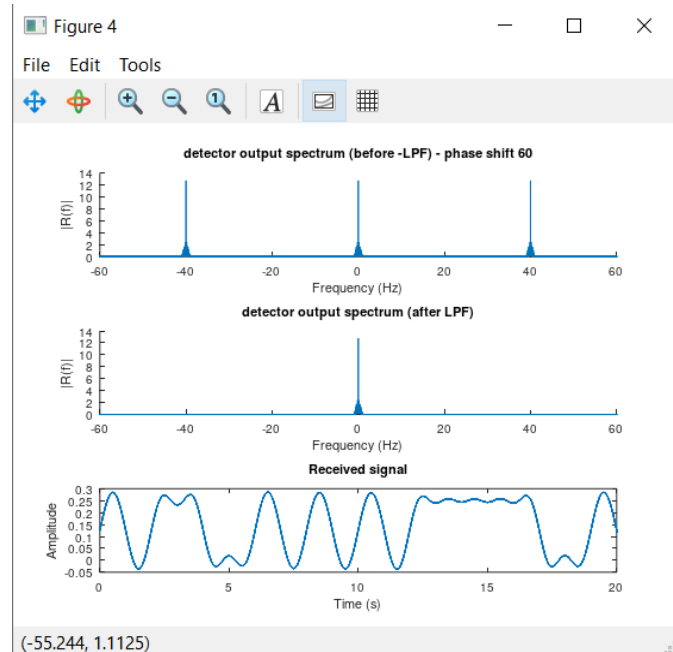 Figure 4
File Edit Tools
A
detector output spectrum (before -LPF) - phase shift 60
14
12
10
8
6
4
2
0
|R(f)|
-60 -40 -20 0 20 40 60
Frequency (Hz)
detector output spectrum (after LPF)
14
12
10
8
6
4
2
0
|R(f)|
-60 -40 -20 0 20 40 60
Frequency (Hz)
Received signal
0.3
0.25
0.15
0.1
0.05
0
-0.05
Amplitude
0 5 10 15 20
Time (s)
(-55.244, 1.1125)